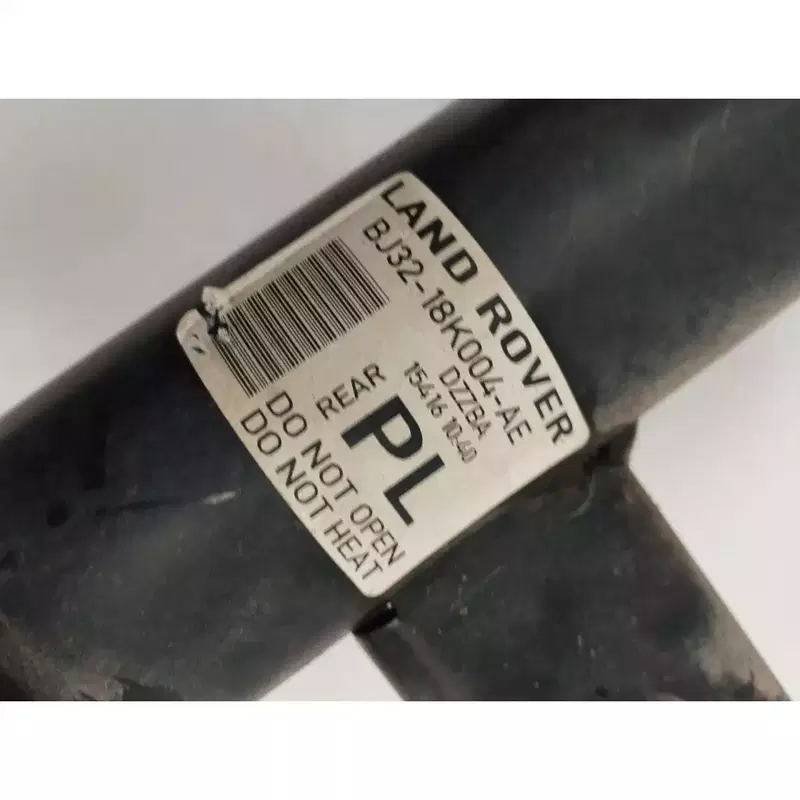 LAND ROVER
BJ32-18K004-AE
DZZBA
15416 10:40
REAR
PL
DO NOT OPEN
DO NOT HEAT